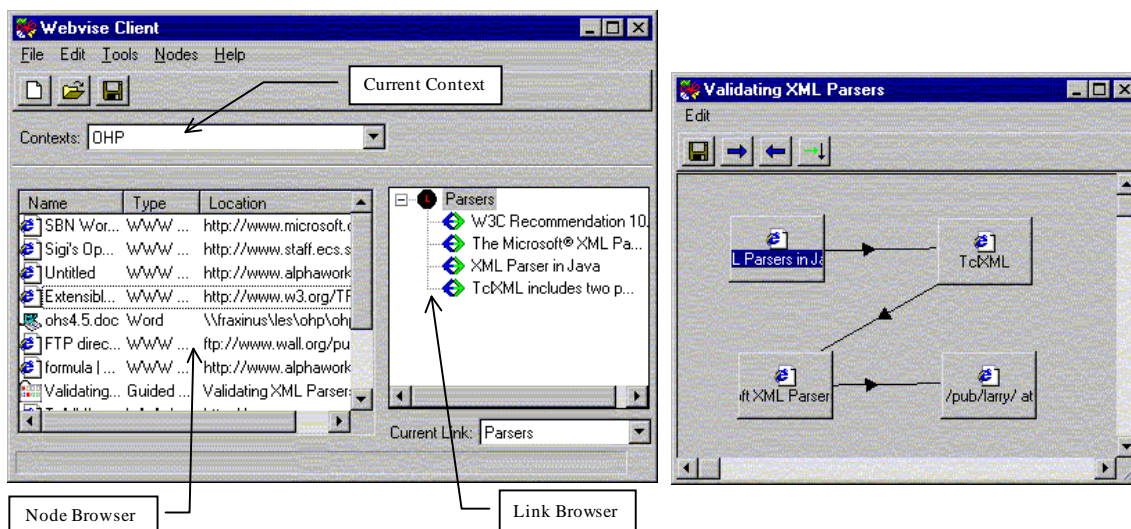 Webvise Client
File Edit Tools Nodes Help
Current Context
Contexts: OHP
Name Type Location
SBN Wor... WWW ... http://www.microsoft.c
Sigi's Op... WWW ... http://www.staff.ecs.s
Untitled WWW ... http://www.alphawork
Extensibl... WWW ... http://www.w3.org/TF
ohs4.5.doc Word \\fraxinus\les\ohp\ohp
FTP direc... WWW ... ftp://www.wall.org/pu
formula | ... WWW ... http://www.alphawork
Validating... Guided ... Validating XML Parser:
Parsers
W3C Recommendation 10.
The Microsoft® XML Pa...
XML Parser in Java
TclXML includes two p...
Current Link: Parsers
Node Browser
Link Browser
Validating XML Parsers
Edit
L Parsers in Ja
TclXML
oft XML Parser
/pub/larry/ at